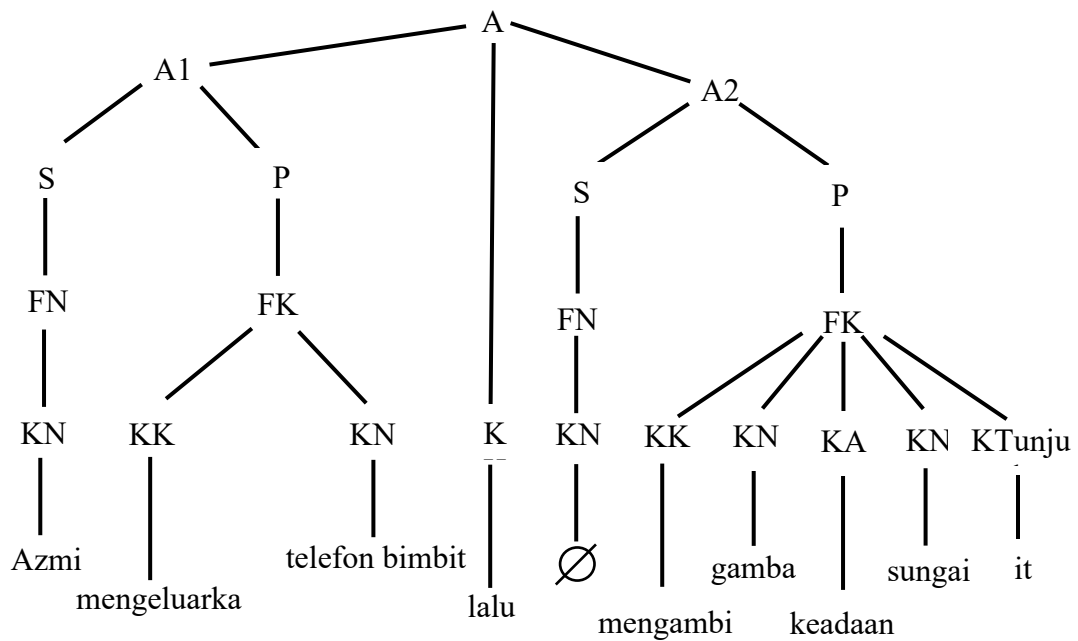 A
A1
A2
S
P
S
P
FN
FK
FN
FK
KN
KK
KN
K
KN
KK
KN
KA
KN
KTunju
Azmi
mengeluarka
telefon bimbit
lalu
∅
mengambi
gamba
keadaan
sungai
it